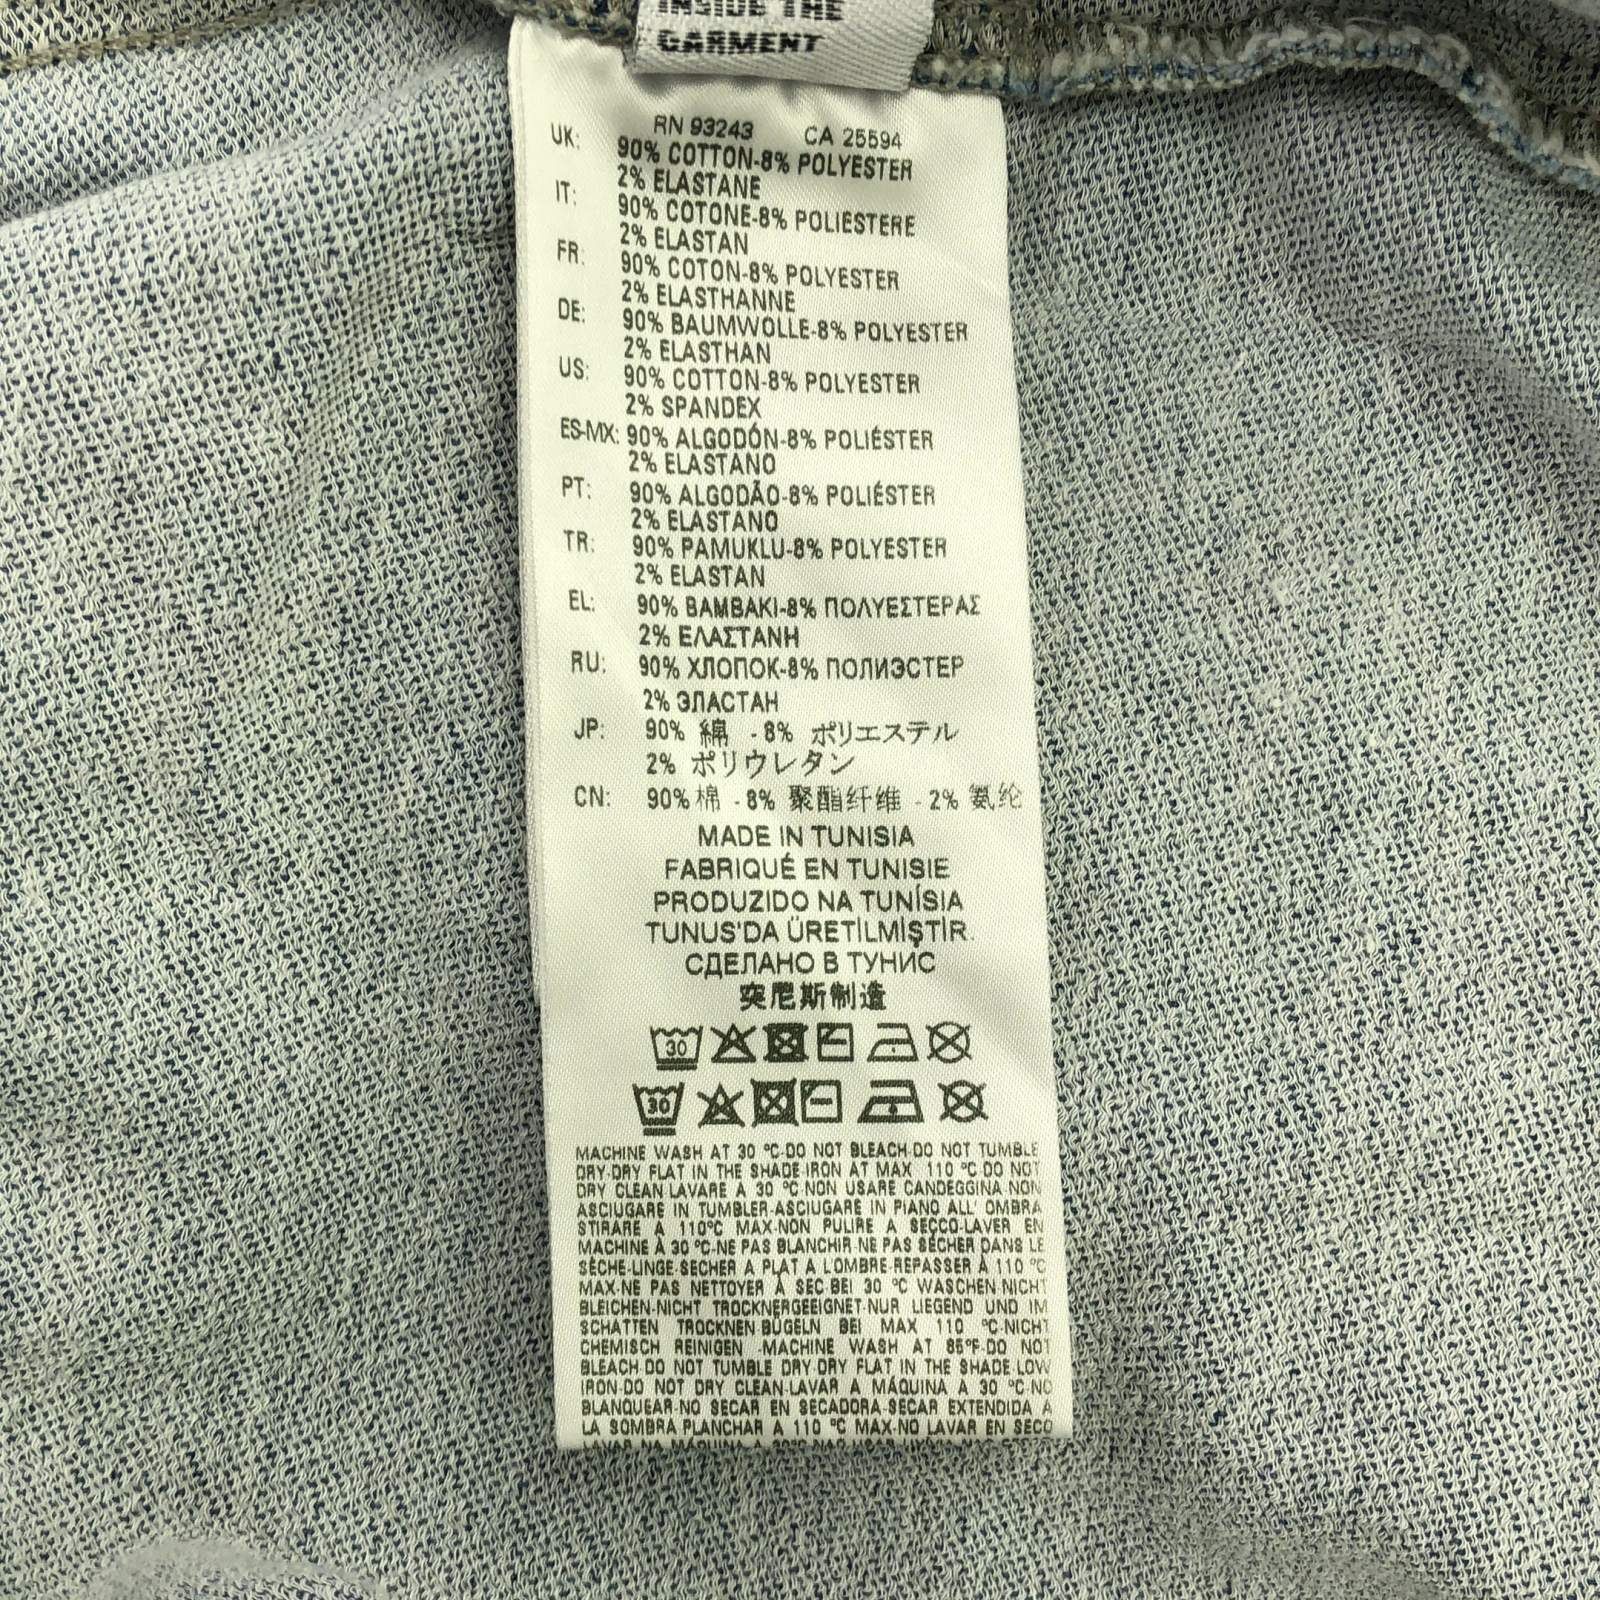 INSIDE THE
GARMENT
RN 93243 CA 25594
UK: 90% COTTON-8% POLYESTER
2% ELASTANE
IT: 90% COTONE-8% POLIESTERE
2% ELASTAN
FR: 90% COTON-8% POLYESTER
2% ELASTHANNE
DE: 90% BAUMWOLLE-8% POLYESTER
2% ELASTHAN
US: 90% COTTON-8% POLYESTER
2% SPANDEX
ES-MX: 90% ALGODÓN-8% POLIÉSTER
2% ELASTANO
PT: 90% ALGODÃO-8% POLIÉSTER
2% ELASTANO
TR: 90% PAMUKLU-8% POLYESTER
2% ELASTAN
EL: 90% ΒΑΜΒΑΚΙ-8% ΠΟΛΥΕΣΤΕΡΑΣ
2% ΕΛΑΣΤΑΝΗ
RU: 90% ХЛОПОК-8% ПОЛИЭСТЕР
2% ЭЛАСТАН
JP: 90% 綿 - 8% ポリエステル
2% ポリウレタン
CN: 90% 棉 - 8% 聚酯纤维 - 2% 氨纶
MADE IN TUNISIA
FABRIQUÉ EN TUNISIE
PRODUZIDO NA TUNÍSIA
TUNUS'DA ÜRETİLMİŞTİR.
СДЕЛАНО В ТУНИС
突尼斯制造
30
30
MACHINE WASH AT 30 °C-DO NOT BLEACH-DO NOT TUMBLE
DRY-DRY FLAT IN THE SHADE-IRON AT MAX 110 °C-DO NOT
DRY CLEAN LAVARE A 30 °C-NON USARE CANDEGGINA NON
ASCIUGARE IN TUMBLER-ASCIUGARE IN PIANO ALL' OMBRA
STIRARE A 110°C MAX-NON PULIRE A SECCO-LAVER EN
MACHINE À 30 °C-NE PAS BLANCHIR-NE PAS SÉCHER DANS LE
SÈCHE-LINGE-SECHER A PLAT A L'OMBRE-REPASSER À 110 °C
MAX-NE PAS NETTOYER À SEC-BEI 30 °C WASCHEN-NICHT
BLEICHEN-NICHT TROCKNERGEEIGNET-NUR LIEGEND UND IM
SCHATTEN TROCKNEN-BÜGELN BEI MAX 110 °C-NICHT
CHEMISCH REINIGEN -MACHINE WASH AT 85°F-DO NOT
BLEACH-DO NOT TUMBLE DRY-DRY FLAT IN THE SHADE-LOW
IRON-DO NOT DRY CLEAN-LAVAR A MÁQUINA A 30 °C-NO
BLANQUEAR-NO SECAR EN SECADORA-SECAR EXTENDIDA A
LA SOMBRA PLANCHAR A 110 °C MAX-NO LAVAR EN SECO
LAVAR NA MÁQUINA A 30°C-NÃO USAR